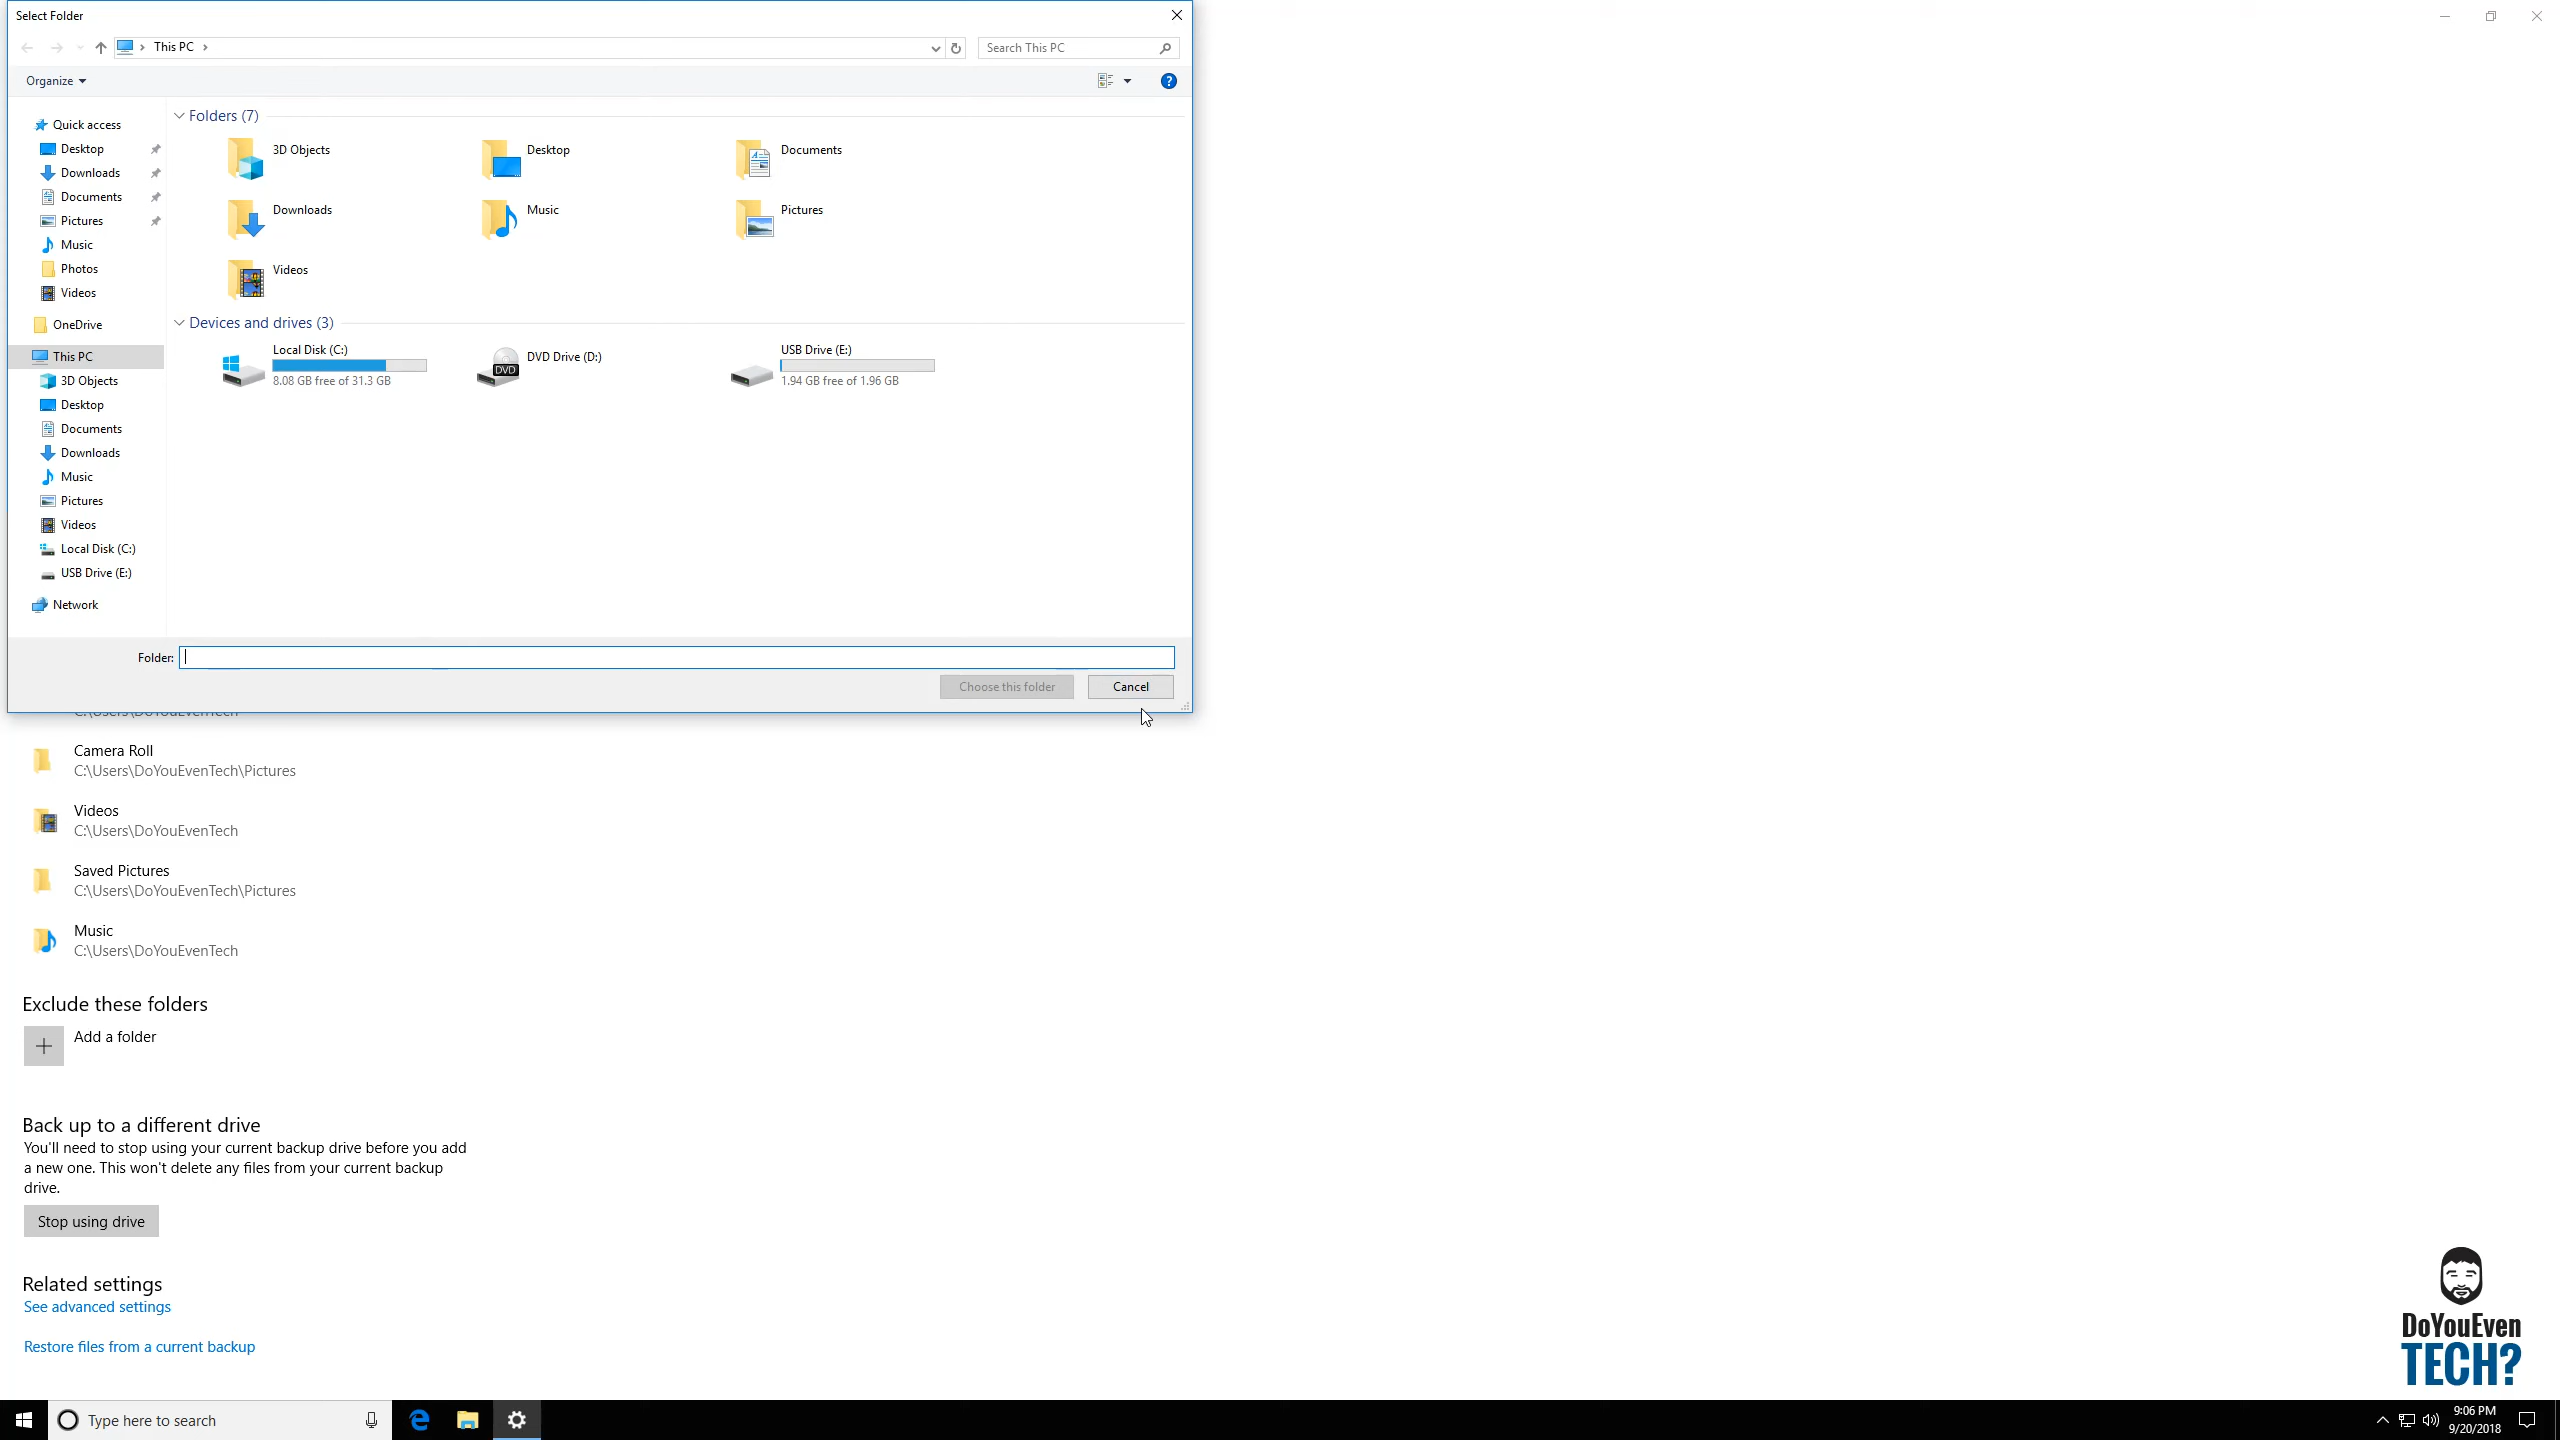 Select Folder
This PC
Search This PC
Organize
Quick access
Desktop
Downloads
Documents
Pictures
Music
Photos
Videos
OneDrive
This PC
3D Objects
Desktop
Documents
Downloads
Music
Pictures
Videos
Local Disk (C:)
USB Drive (E:)
Network
Folders (7)
3D Objects
Desktop
Documents
Downloads
Music
Pictures
Videos
Devices and drives (3)
Local Disk (C:)
8.08 GB free of 31.3 GB
DVD
DVD Drive (D:)
USB Drive (E:)
1.94 GB free of 1.96 GB
Folder:
Choose this folder
Cancel
C:\Users\DoYouEvenTech
Camera Roll
C:\Users\DoYouEvenTech\Pictures
Videos
C:\Users\DoYouEvenTech
Saved Pictures
C:\Users\DoYouEvenTech\Pictures
Music
C:\Users\DoYouEvenTech
Exclude these folders
Add a folder
Back up to a different drive
You'll need to stop using your current backup drive before you add
a new one. This won't delete any files from your current backup
drive.
Stop using drive
Related settings
See advanced settings
Restore files from a current backup
DoYouEven
TECH?
Type here to search
9:06 PM
9/20/2018